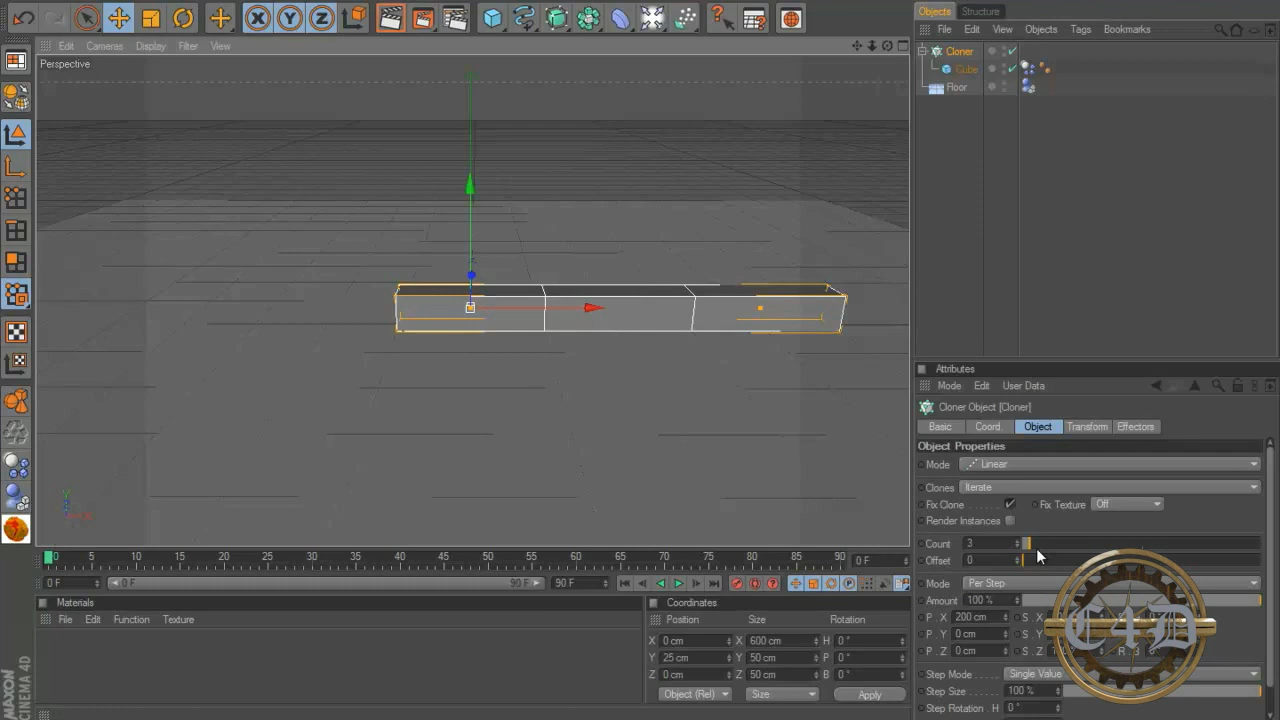 Edit Cameras Display Filter View
Perspective
0 5 10 15 20 25 30 35 40 45 50 55 60 65 70 75 80 85 90
0 F
0 F
0 F
90 F
90 F
Materials
File Edit Function Texture
MAXON
CINEMA 4D
Coordinates
Position Size Rotation
X 0 cm X 600 cm H 0 °
Y 25 cm Y 50 cm P 0 °
Z 0 cm Z 50 cm B 0 °
Object (Rel) Size Apply
Objects Structure
File Edit View Objects Tags Bookmarks
Cloner
Cube
Floor
Attributes
Mode Edit User Data
Cloner Object [Cloner]
Basic Coord. Object Transform Effectors
Object Properties
Mode Linear
Clones Iterate
Fix Clone Fix Texture Off
Render Instances
Count 3
Offset 0
Mode Per Step
Amount 100 %
P . X 200 cm S . X
P . Y 0 cm S . Y
P . Z 0 cm S . Z
C4D
Step Mode Single Value
Step Size 100 %
Step Rotation . H 0 °